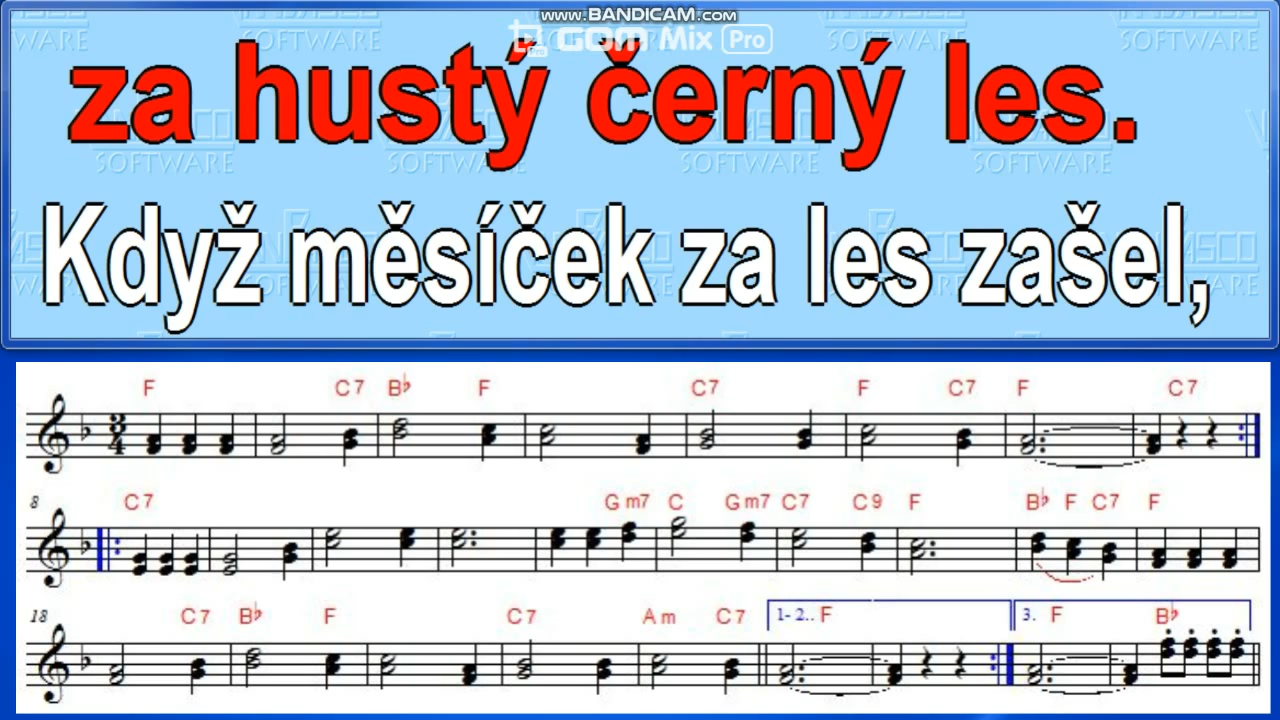 www.BANDICAM.com
GOM Mix Pro
za hustý černý les.
Když měsíček za les zašel,
F C7 B♭ F C7 F C7 F C7
3
4
8 C7 Gm7 C Gm7 C7 C9 F B♭ F C7 F
18 C7 B♭ F C7 Am C7 1-2.. F 3. F B♭